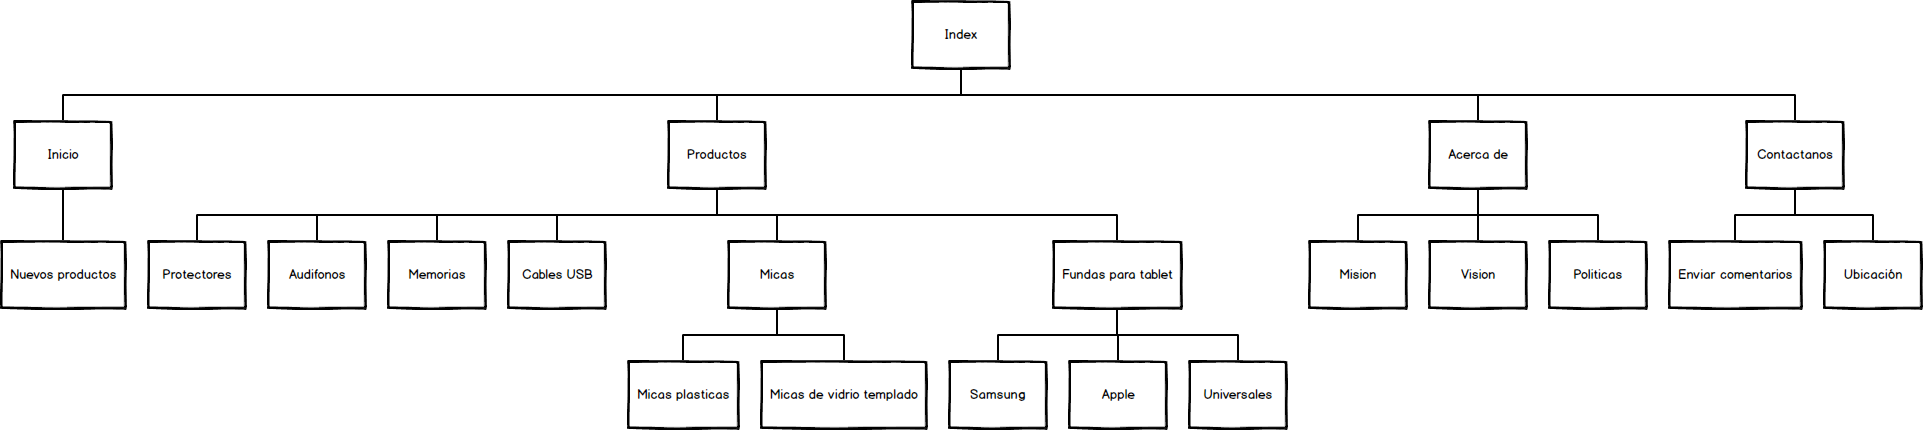 Index
Inicio
Productos
Acerca de
Contactanos
Nuevos productos
Protectores
Audifonos
Memorias
Cables USB
Micas
Fundas para tablet
Mision
Vision
Politicas
Enviar comentarios
Ubicación
Micas plasticas
Micas de vidrio templado
Samsung
Apple
Universales